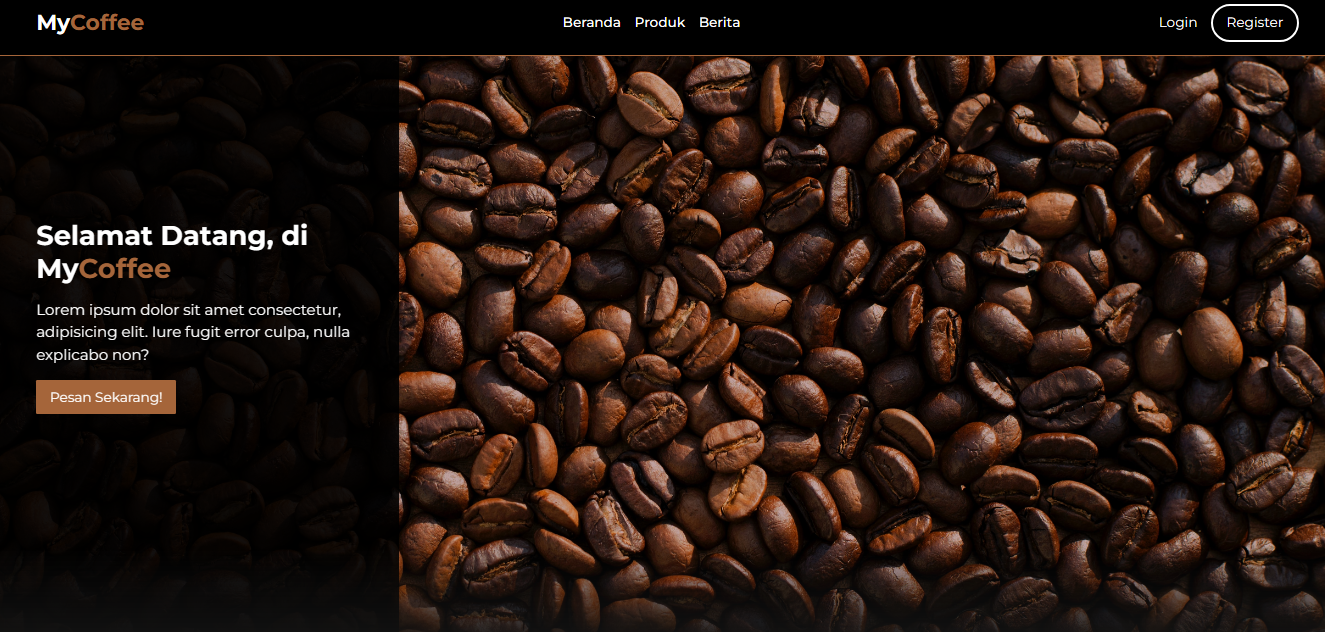 MyCoffee
Beranda Produk Berita
Login Register
Selamat Datang, di
MyCoffee
Lorem ipsum dolor sit amet consectetur,
adipisicing elit. Iure fugit error culpa, nulla
explicabo non?
Pesan Sekarang!